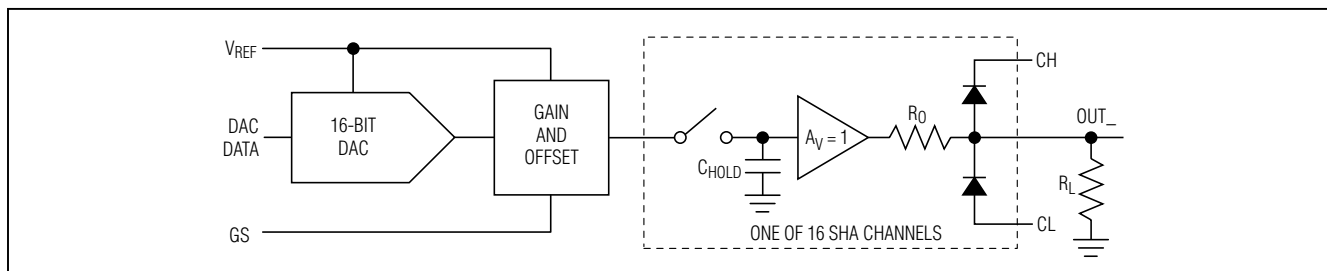 VREF
DAC
DATA
16-BIT
DAC
GAIN
AND
OFFSET
GS
CHOLD
AV = 1
RO
CH
OUT_
RL
CL
ONE OF 16 SHA CHANNELS